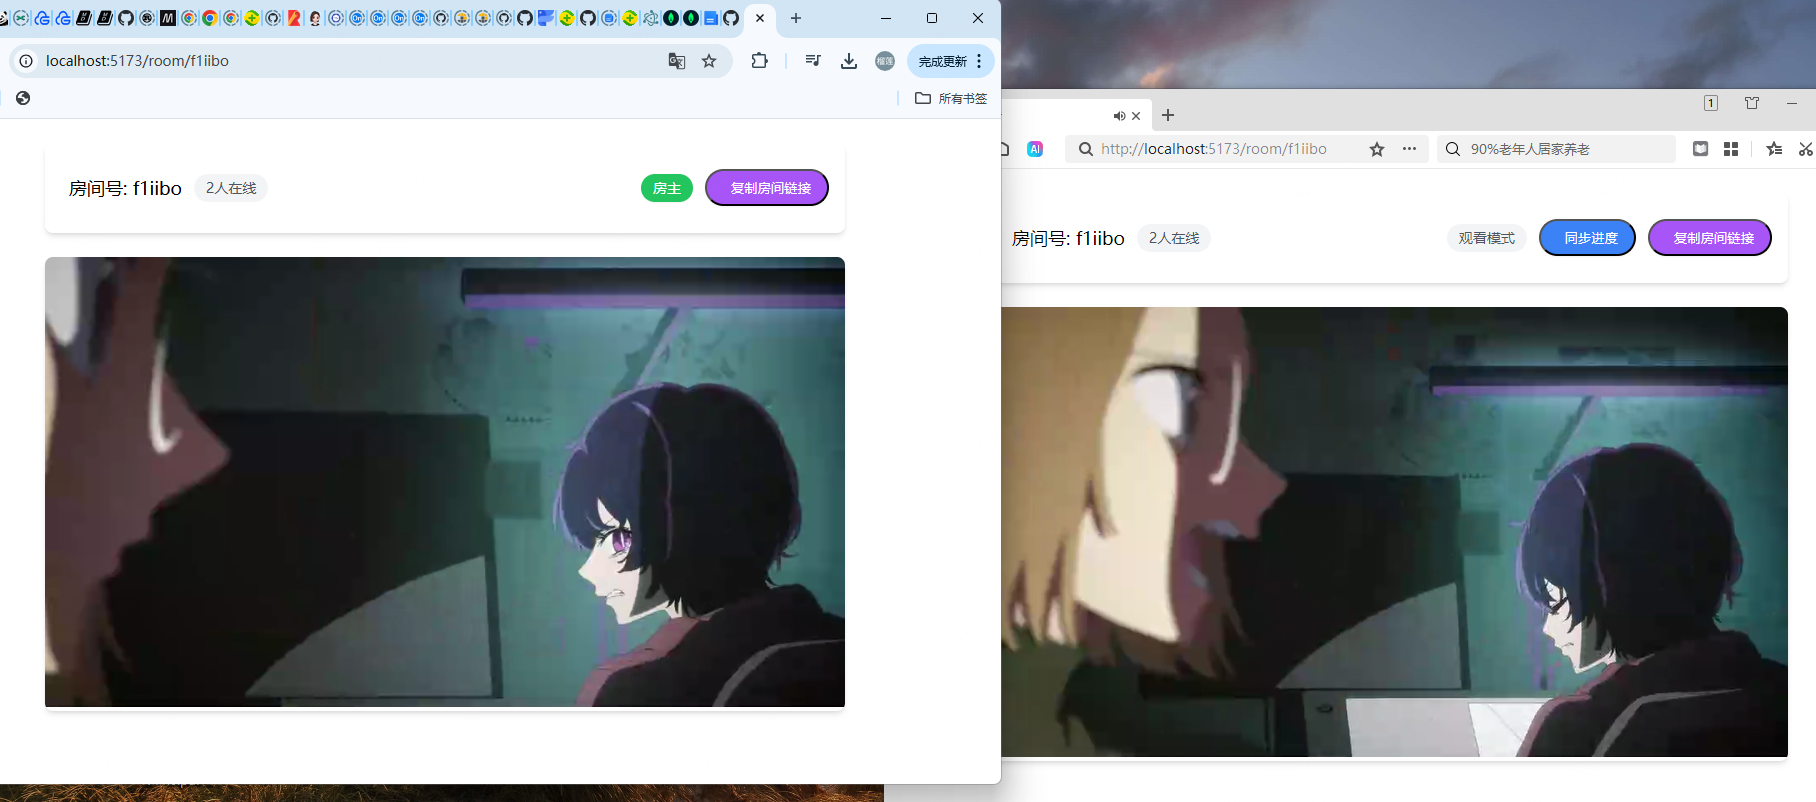 localhost:5173/room/f1iibo
完成更新
所有书签
房间号: f1iibo
2人在线
房主
复制房间链接
1
AI
http://localhost:5173/room/f1iibo
90%老年人居家养老
房间号: f1iibo
2人在线
观看模式
同步进度
复制房间链接